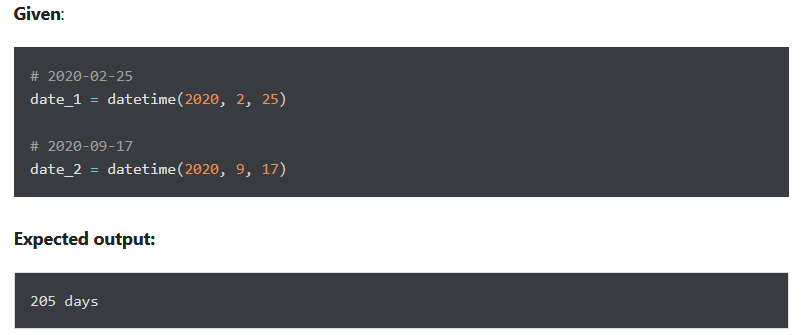 Given:
# 2020-02-25
date_1 = datetime(2020, 2, 25)
# 2020-09-17
date_2 = datetime(2020, 9, 17)
Expected output:
205 days